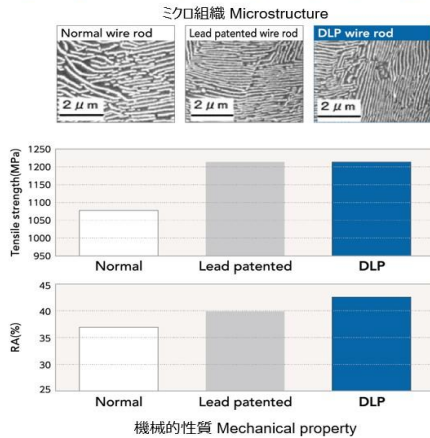 ミクロ組織 Microstructure
Normal wire rod
Lead patented wire rod
DLP wire rod
2 μm
2 μm
2 μm
Tensile strength(MPa)
1250
1200
1150
1100
1050
1000
950
Normal
Lead patented
DLP
RA(%)
45
40
35
30
25
Normal
Lead patented
DLP
機械的性質 Mechanical property